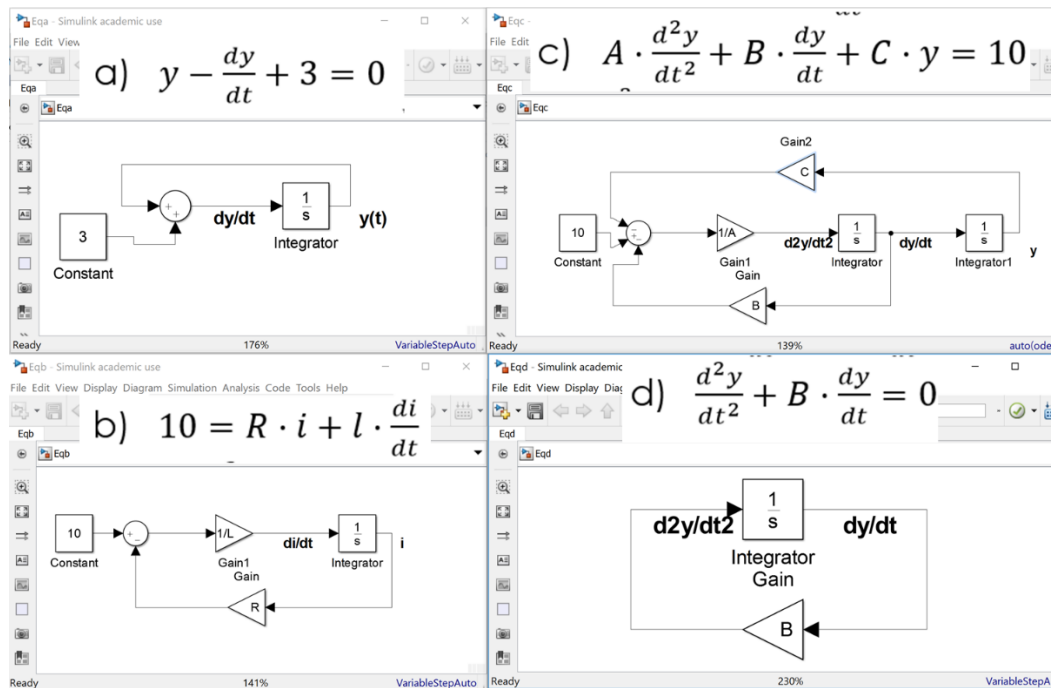 Eqa - Simulink academic use
File Edit View
a) y − dy/dt + 3 = 0
Eqa
Eqa
3
Constant
+
+
dy/dt
1/s
Integrator
y(t)
Ready
176%
VariableStepAuto
Eqc -
File Edit
c) A · d²y/dt² + B · dy/dt + C · y = 10
Eqc
Eqc
Gain2
C
10
Constant
1/A
Gain1
Gain
d2y/dt2
1/s
Integrator
dy/dt
1/s
Integrator1
y
B
Ready
139%
auto(ode
Eqb - Simulink academic use
File Edit View Display Diagram Simulation Analysis Code Tools Help
b) 10 = R · i + l · di/dt
Eqb
Eqb
10
Constant
+
−
1/L
Gain1
Gain
di/dt
1/s
Integrator
i
R
Ready
141%
VariableStepAuto
Eqd - Simulink academic
File Edit View Display
d) d²y/dt² + B · dy/dt = 0
Eqd
Eqd
d2y/dt2
1/s
dy/dt
Integrator
Gain
B
Ready
230%
VariableStepA